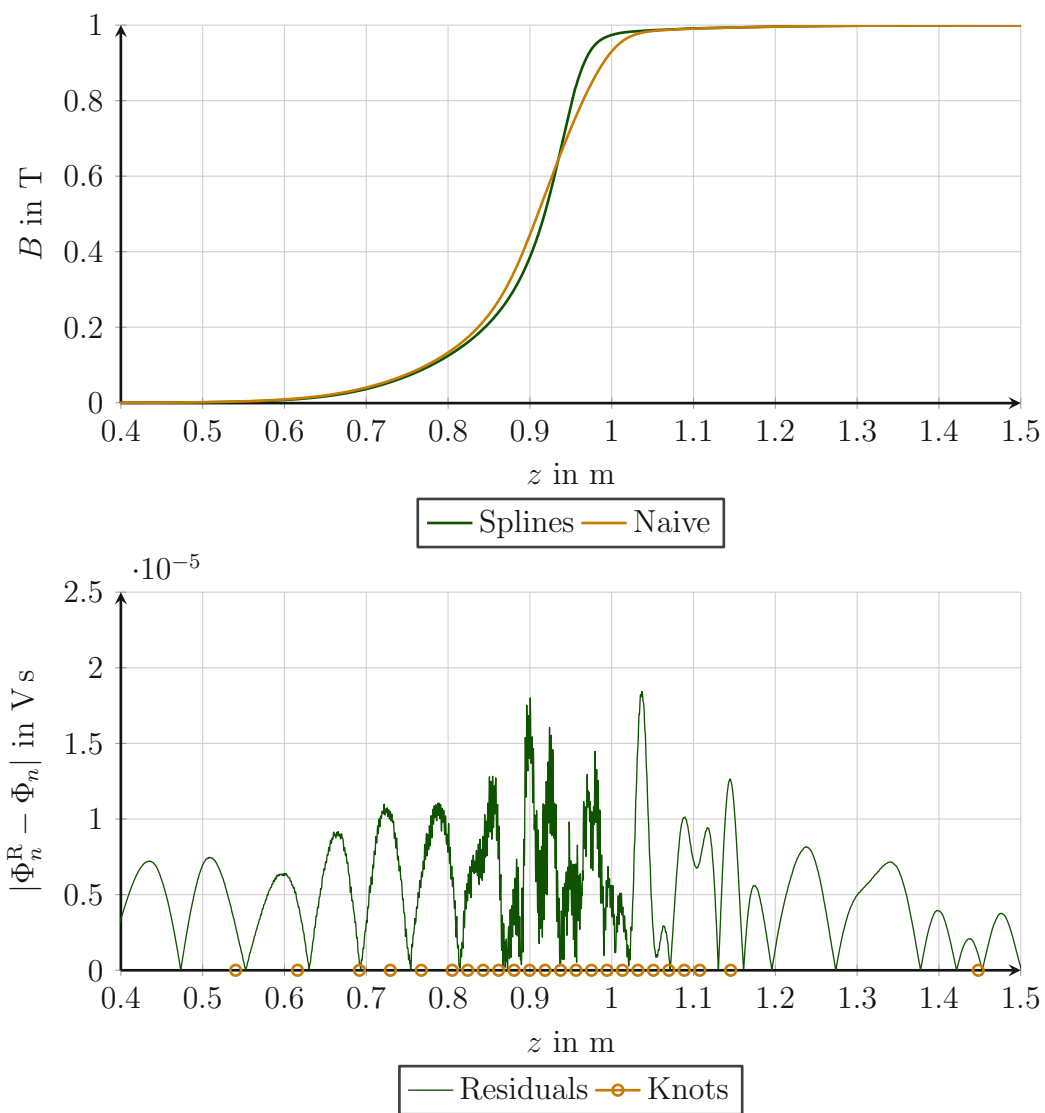 1
0.8
0.6
0.4
0.2
0
B in T
0.4 0.5 0.6 0.7 0.8 0.9 1 1.1 1.2 1.3 1.4 1.5
z in m
Splines Naive
·10⁻⁵
2.5
2
1.5
1
0.5
0
|Φₙᴿ − Φₙ| in V s
0.4 0.5 0.6 0.7 0.8 0.9 1 1.1 1.2 1.3 1.4 1.5
z in m
Residuals Knots